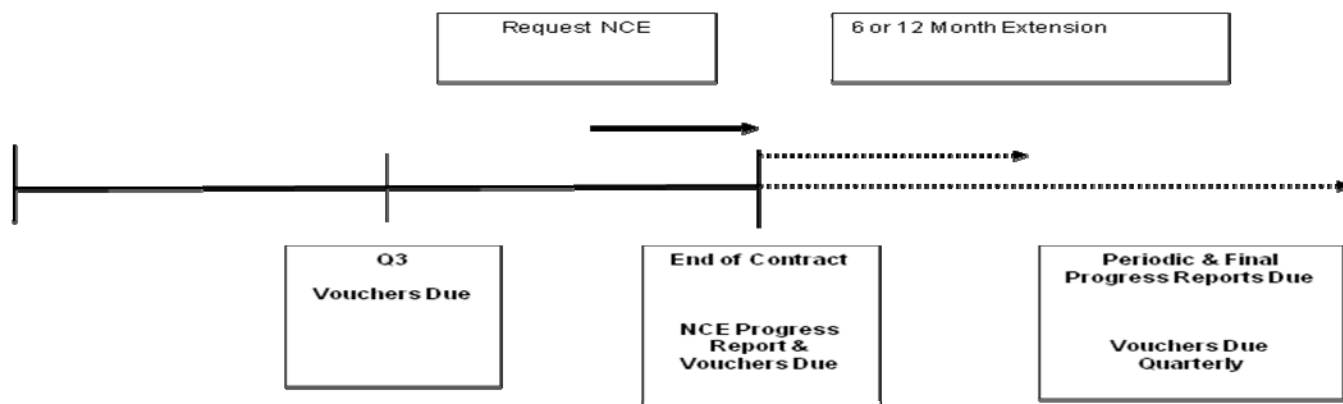 Request NCE
6 or 12 Month Extension
Q3
Vouchers Due
End of Contract
NCE Progress
Report &
Vouchers Due
Periodic & Final
Progress Reports Due
Vouchers Due
Quarterly